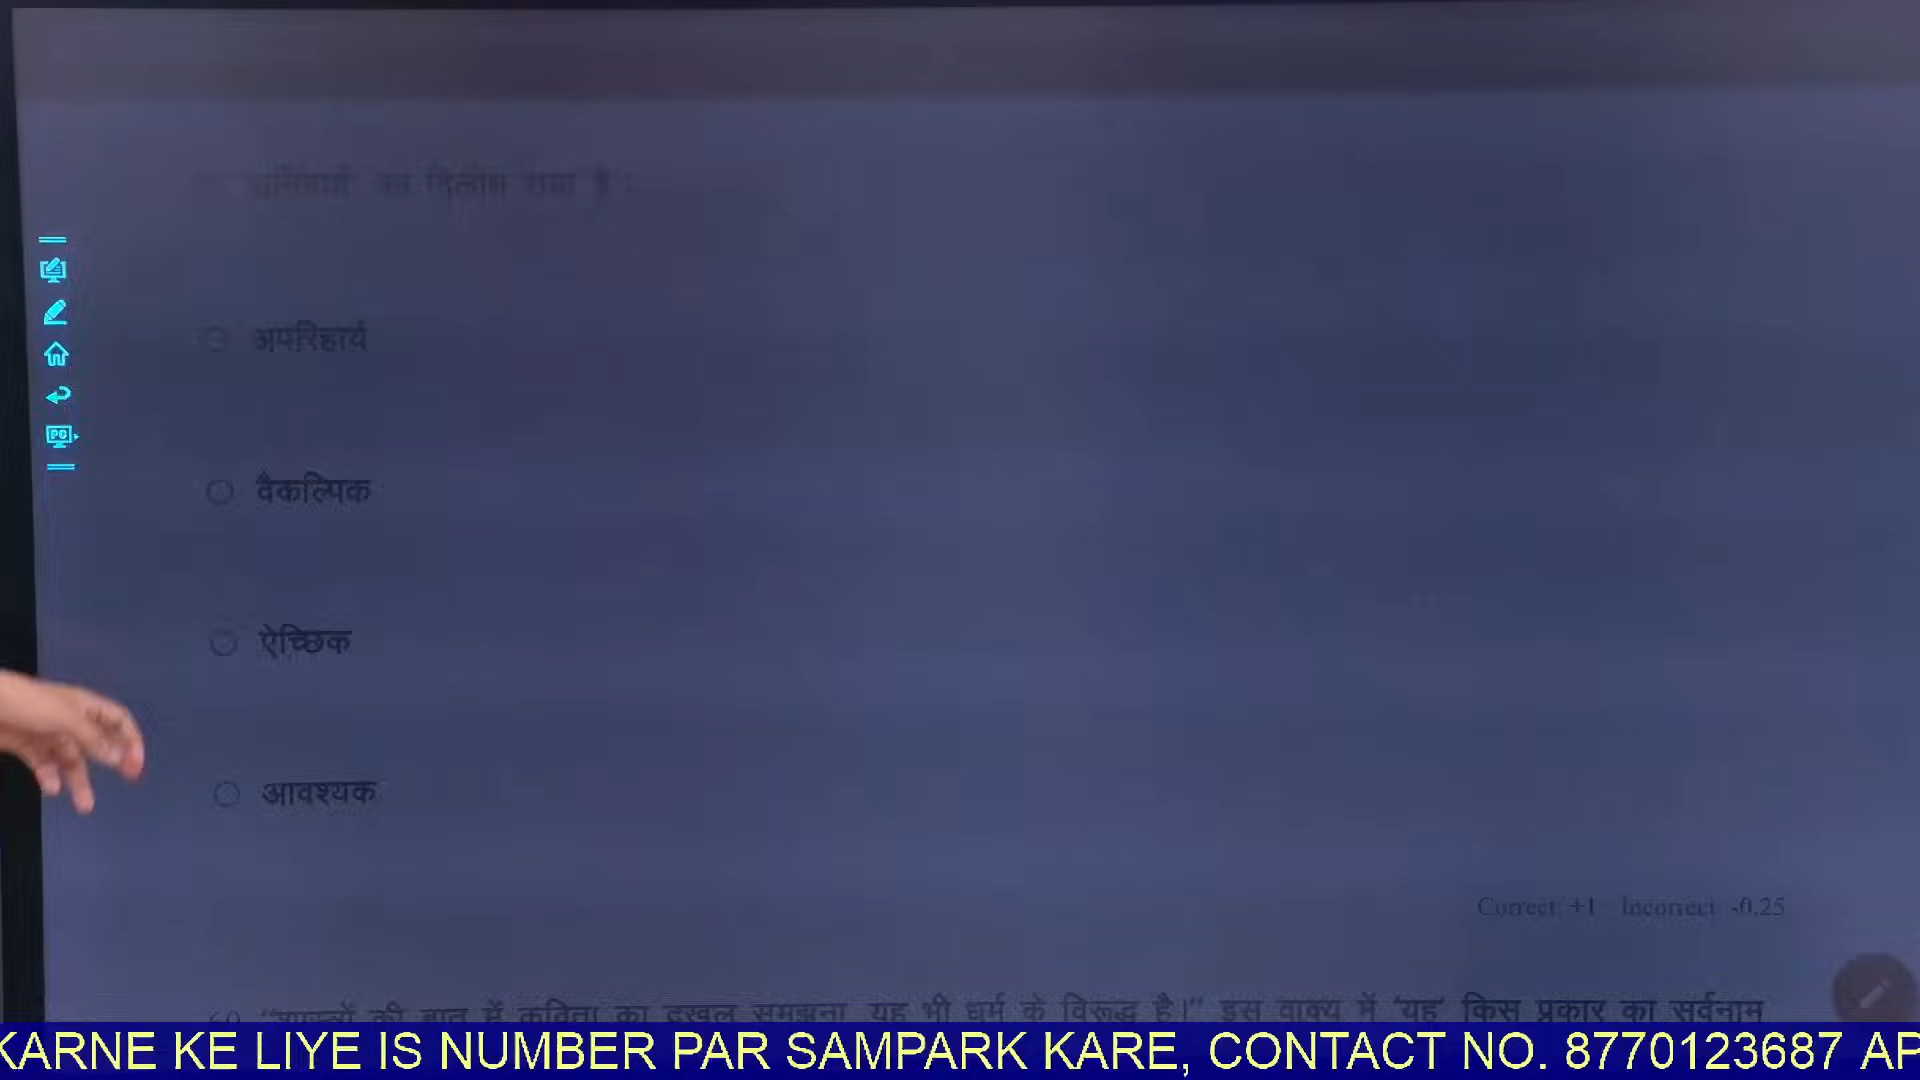 'अनिवार्य' का विलोम शब्द है :
अपरिहार्य
वैकल्पिक
ऐच्छिक
आवश्यक
Correct: +1 Incorrect: -0.25
की बात में कविता का दखल समझना यह भी धर्म के विरूद्ध है।" इस वाक्य में 'यह' किस प्रकार का सर्वनाम
KARNE KE LIYE IS NUMBER PAR SAMPARK KARE, CONTACT NO. 8770123687 AP